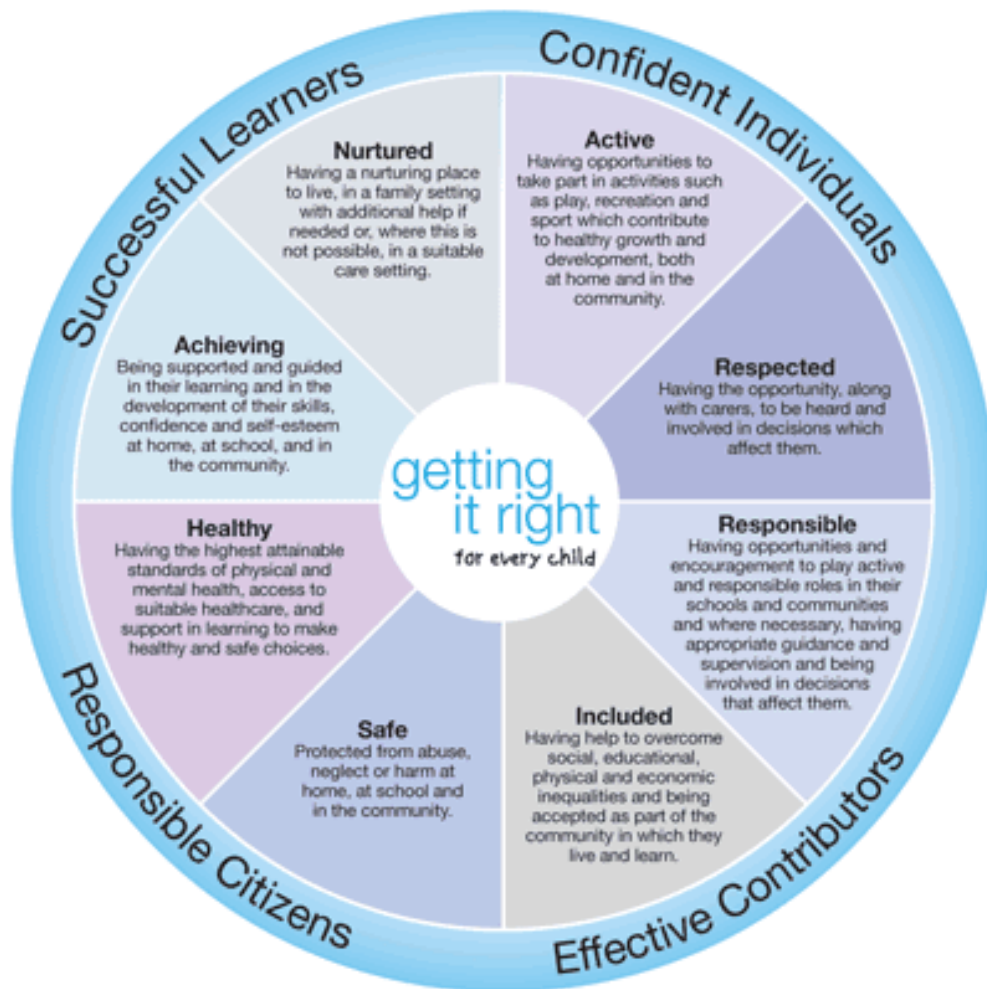 Successful Learners
Confident Individuals
Nurtured
Having a nurturing place
to live, in a family setting
with additional help if
needed or, where this is
not possible, in a suitable
care setting.
Active
Having opportunities to
take part in activities such
as play, recreation and
sport which contribute
to healthy growth and
development, both
at home and in the
community.
Achieving
Being supported and guided
in their learning and in the
development of their skills,
confidence and self-esteem
at home, at school, and in
the community.
Respected
Having the opportunity, along
with carers, to be heard and
involved in decisions which
affect them.
getting
it right
for every child
Healthy
Having the highest attainable
standards of physical and
mental health, access to
suitable healthcare, and
support in learning to make
healthy and safe choices.
Responsible
Having opportunities and
encouragement to play active
and responsible roles in their
schools and communities
and where necessary, having
appropriate guidance and
supervision and being
involved in decisions
that affect them.
Safe
Protected from abuse,
neglect or harm at
home, at school and
in the community.
Included
Having help to overcome
social, educational,
physical and economic
inequalities and being
accepted as part of the
community in which they
live and learn.
Responsible Citizens
Effective Contributors